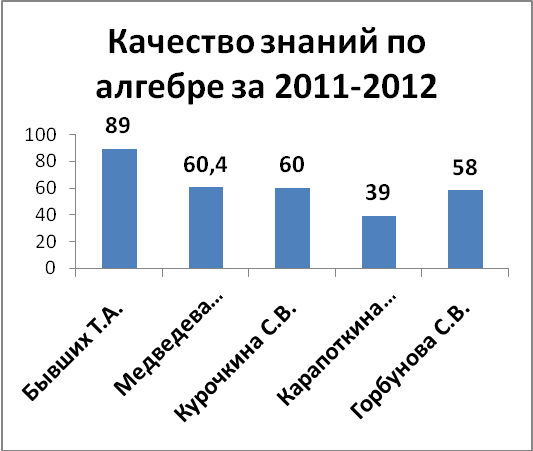 Качество знаний по
алгебре за 2011-2012
89
60,4
60
39
58
100
80
60
40
20
0
Бывших Т.А.
Медведева...
Курочкина С.В.
Карапоткина...
Горбунова С.В.